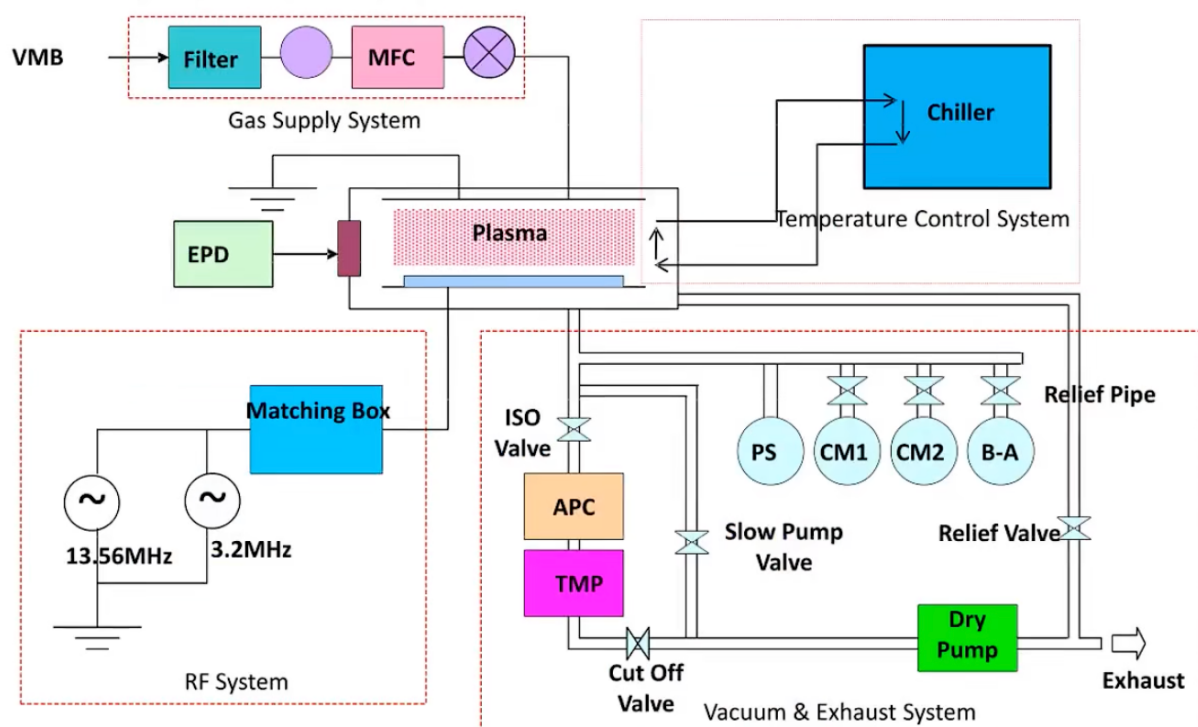 VMB
Filter
MFC
Gas Supply System
Chiller
Temperature Control System
EPD
Plasma
Matching Box
~
~
13.56MHz
3.2MHz
RF System
ISO
Valve
APC
TMP
PS
CM1
CM2
B-A
Relief Pipe
Slow Pump
Valve
Relief Valve
Dry
Pump
Cut Off
Valve
Exhaust
Vacuum & Exhaust System